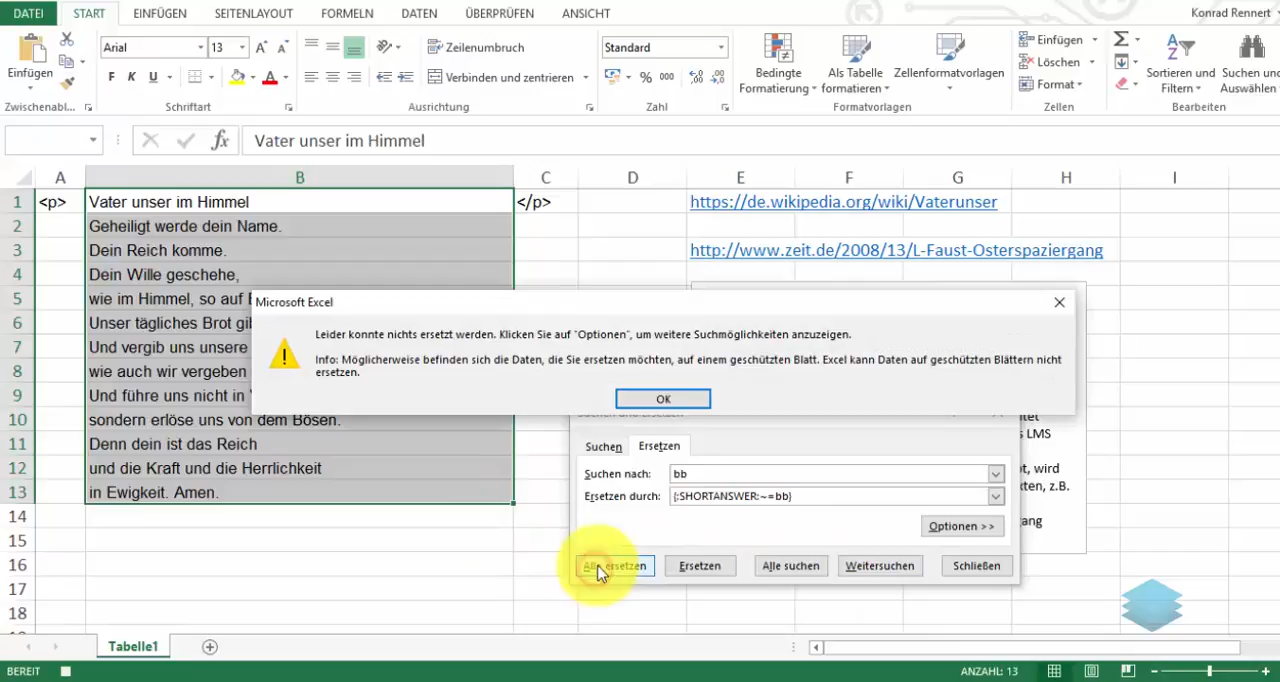 DATEI START EINFÜGEN SEITENLAYOUT FORMELN DATEN ÜBERPRÜFEN ANSICHT Konrad Rennert
Einfügen
Arial 13 A A
F K U A
Zeilenumbruch
Verbinden und zentrieren
Standard
% 000
Bedingte Formatierung
Als Tabelle formatieren
Zellenformatvorlagen
Einfügen
Löschen
Format
Sortieren und Filtern
Suchen und Auswählen
Zwischenabl... Schriftart Ausrichtung Zahl Formatvorlagen Zellen Bearbeiten
fx Vater unser im Himmel
A B C D E F G H I
1 <p> Vater unser im Himmel </p> https://de.wikipedia.org/wiki/Vaterunser
2 Geheiligt werde dein Name.
3 Dein Reich komme. http://www.zeit.de/2008/13/L-Faust-Osterspaziergang
4 Dein Wille geschehe,
5 wie im Himmel, so auf
6 Unser tägliches Brot
7 Und vergib uns unsere
8 wie auch wir vergeben
9 Und führe uns nicht in
10 sondern erlöse uns von dem Bösen.
11 Denn dein ist das Reich
12 und die Kraft und die Herrlichkeit
13 in Ewigkeit. Amen.
14
15
16
17
18
Microsoft Excel
Leider konnte nichts ersetzt werden. Klicken Sie auf "Optionen", um weitere Suchmöglichkeiten anzuzeigen.
Info: Möglicherweise befinden sich die Daten, die Sie ersetzen möchten, auf einem geschützten Blatt. Excel kann Daten auf geschützten Blättern nicht
ersetzen.
OK
Suchen Ersetzen
Suchen nach: bb
Ersetzen durch: {:SHORTANSWER:~=bb}
Optionen >>
Alle ersetzen Ersetzen Alle suchen Weitersuchen Schließen
LMS
wird
z.B.
Tabelle1
BEREIT ANZAHL: 13